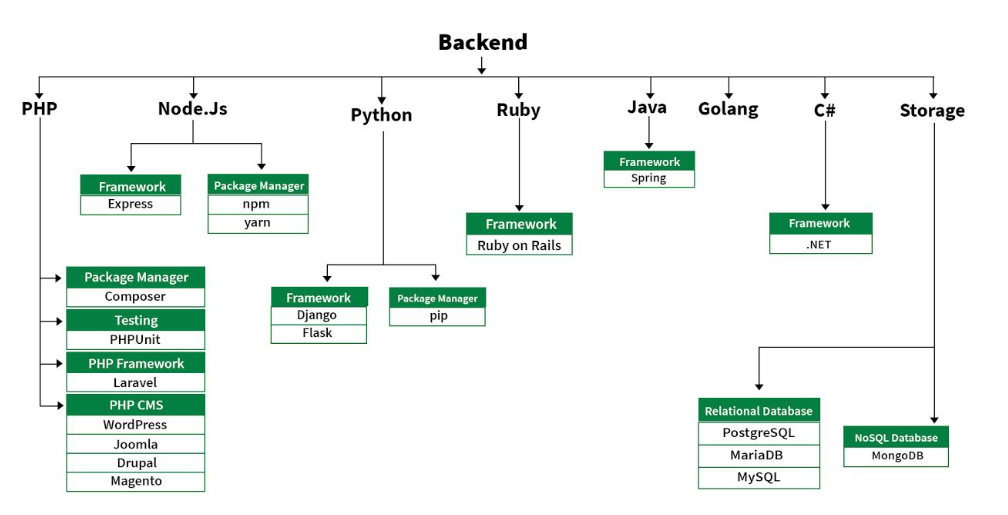 Backend
PHP
Node.Js
Python
Ruby
Java
Golang
C#
Storage
Framework
Express
Package Manager
npm
yarn
Framework
Spring
Framework
Ruby on Rails
Framework
.NET
Package Manager
Composer
Testing
PHPUnit
PHP Framework
Laravel
PHP CMS
WordPress
Joomla
Drupal
Magento
Framework
Django
Flask
Package Manager
pip
Relational Database
PostgreSQL
MariaDB
MySQL
NoSQL Database
MongoDB